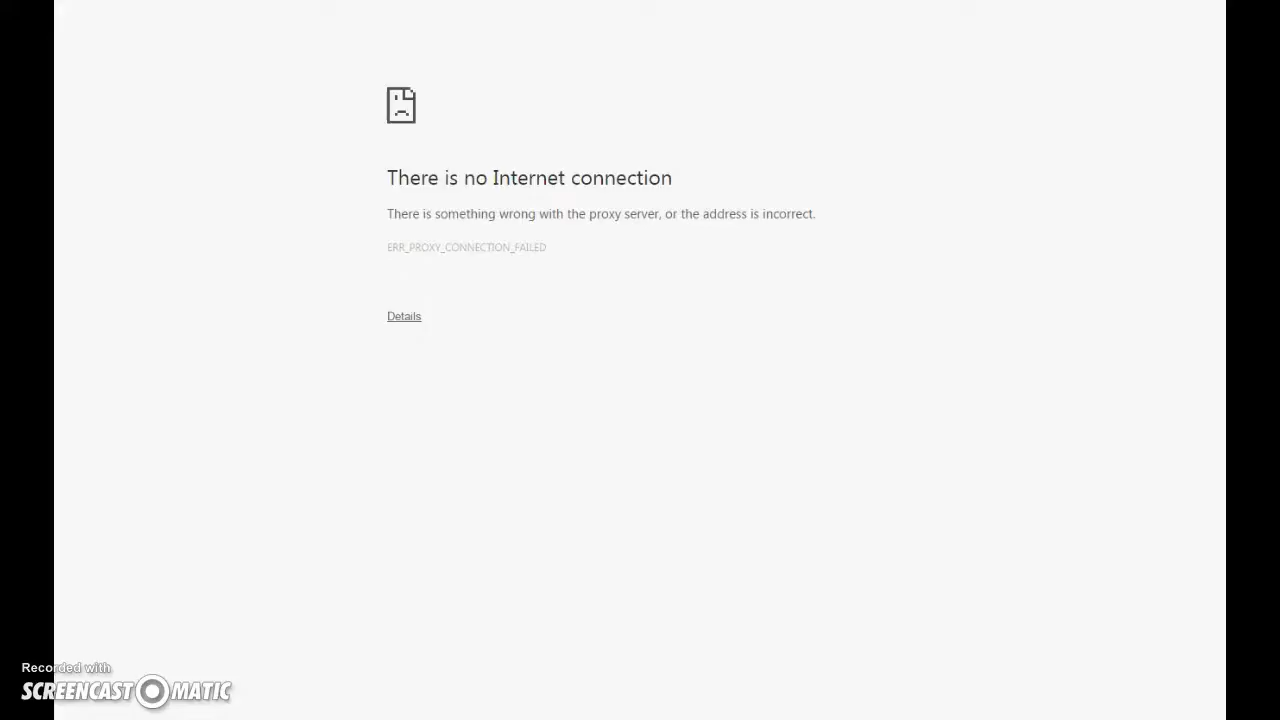 There is no Internet connection
There is something wrong with the proxy server, or the address is incorrect.
ERR_PROXY_CONNECTION_FAILED
Details
Recorded with
SCREENCAST MATIC